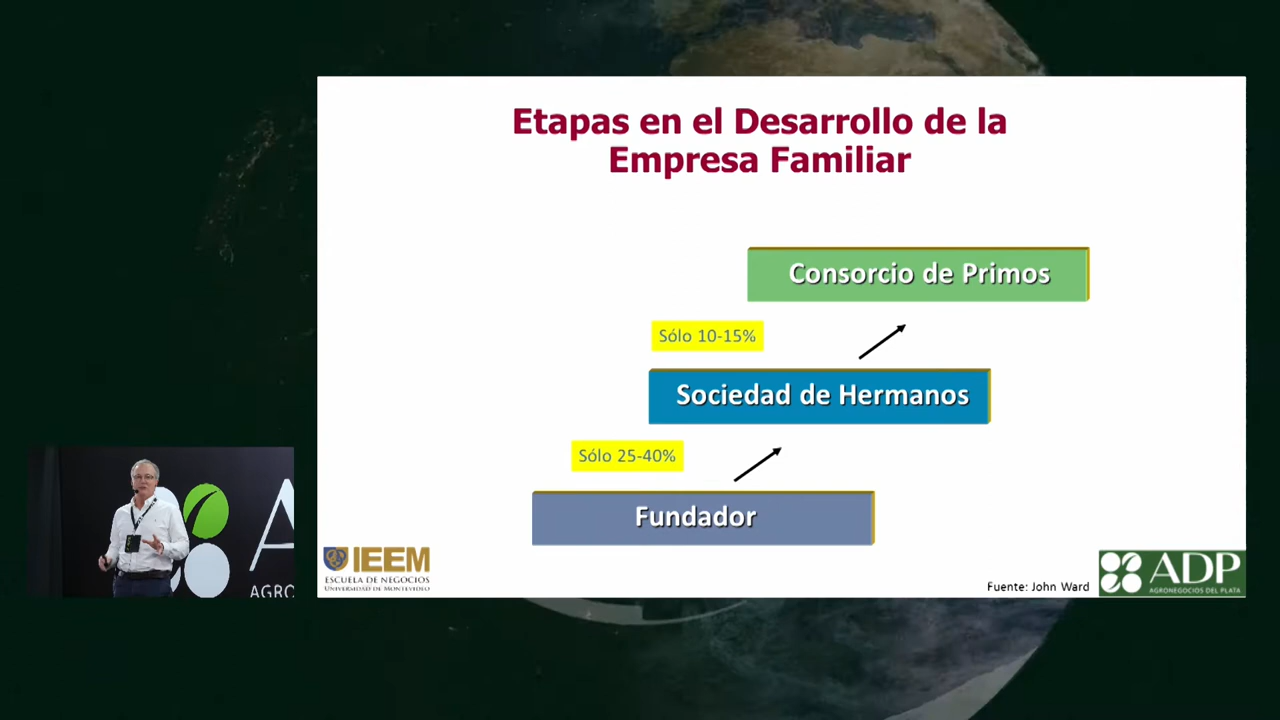 Etapas en el Desarrollo de la
Empresa Familiar
Consorcio de Primos
Sólo 10-15%
Sociedad de Hermanos
Sólo 25-40%
Fundador
IEEM
ESCUELA DE NEGOCIOS
UNIVERSIDAD DE MONTEVIDEO
Fuente: John Ward
ADP
AGRONEGOCIOS DEL PLATA
A
AGRO